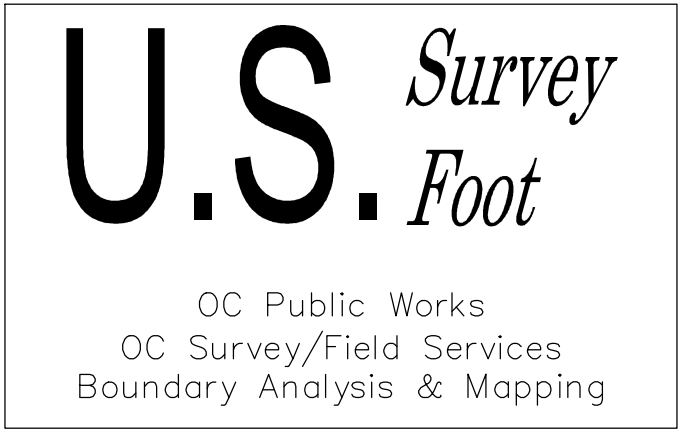 U.S. Survey
Foot
OC Public Works
OC Survey/Field Services
Boundary Analysis & Mapping